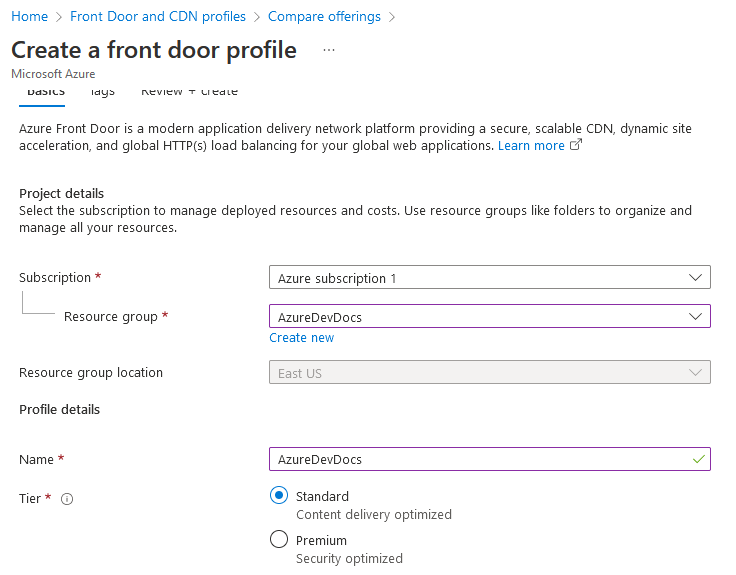 Home > Front Door and CDN profiles > Compare offerings >
Create a front door profile ...
Microsoft Azure
Basics Tags Review + create
Azure Front Door is a modern application delivery network platform providing a secure, scalable CDN, dynamic site
acceleration, and global HTTP(s) load balancing for your global web applications. Learn more
Project details
Select the subscription to manage deployed resources and costs. Use resource groups like folders to organize and
manage all your resources.
Subscription *
Azure subscription 1
Resource group *
AzureDevDocs
Create new
Resource group location
East US
Profile details
Name *
AzureDevDocs
Tier *
Standard
Content delivery optimized
Premium
Security optimized